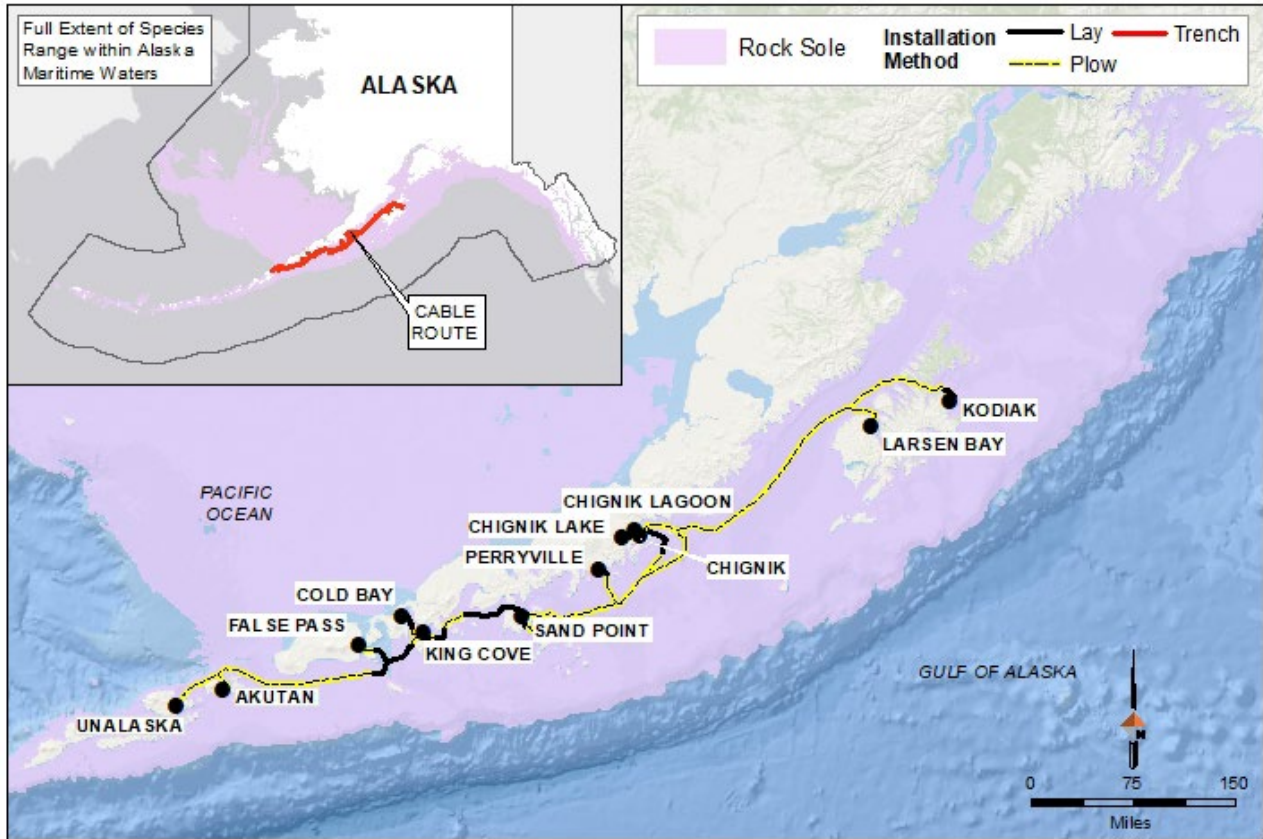 Full Extent of Species
Range within Alaska
Maritime Waters
ALASKA
CABLE
ROUTE
Rock Sole
Installation
Method
Lay
Trench
Plow
KODIAK
LARSEN BAY
PACIFIC
OCEAN
CHIGNIK LAGOON
CHIGNIK LAKE
PERRYVILLE
CHIGNIK
COLD BAY
FALSE PASS
SAND POINT
KING COVE
GULF OF ALASKA
AKUTAN
UNALASKA
N
0 75 150
Miles